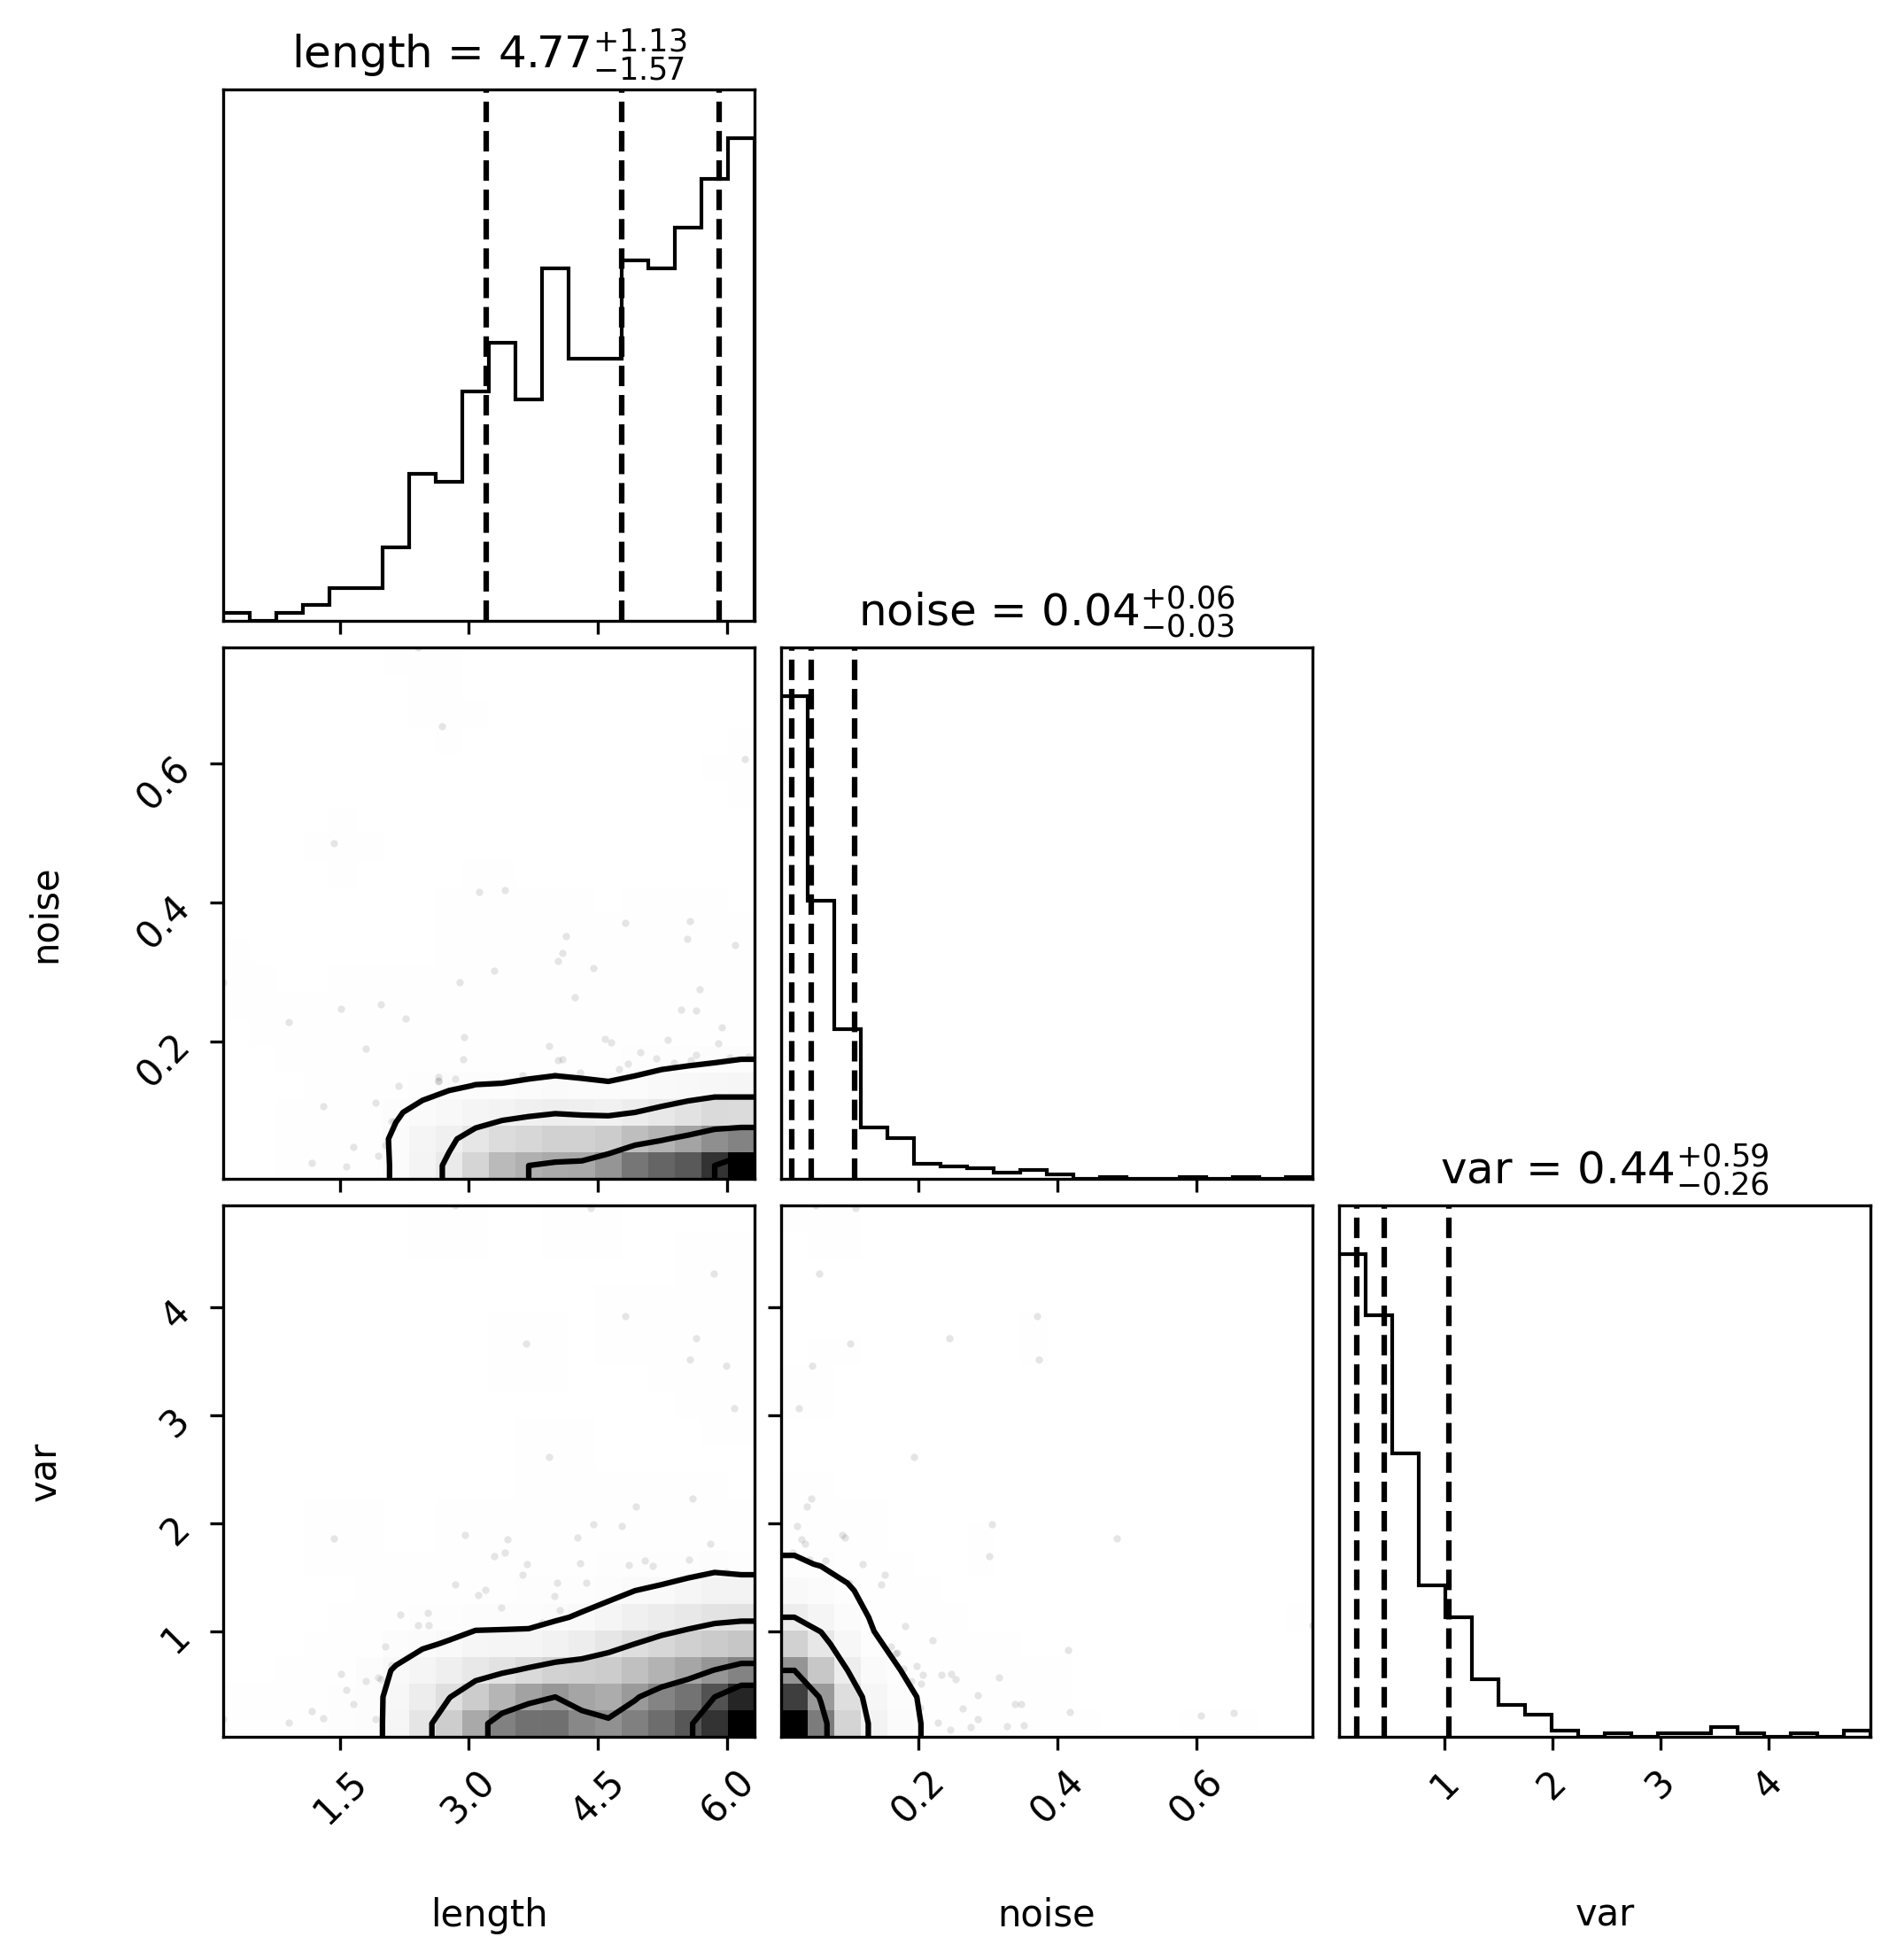 length = 4.77+1.13−1.57
noise = 0.04+0.06−0.03
0.6
0.4
0.2
noise
var = 0.44+0.59−0.26
4
3
2
1
var
1.5 3.0 4.5 6.0 0.2 0.4 0.6 1 2 3 4
length noise var